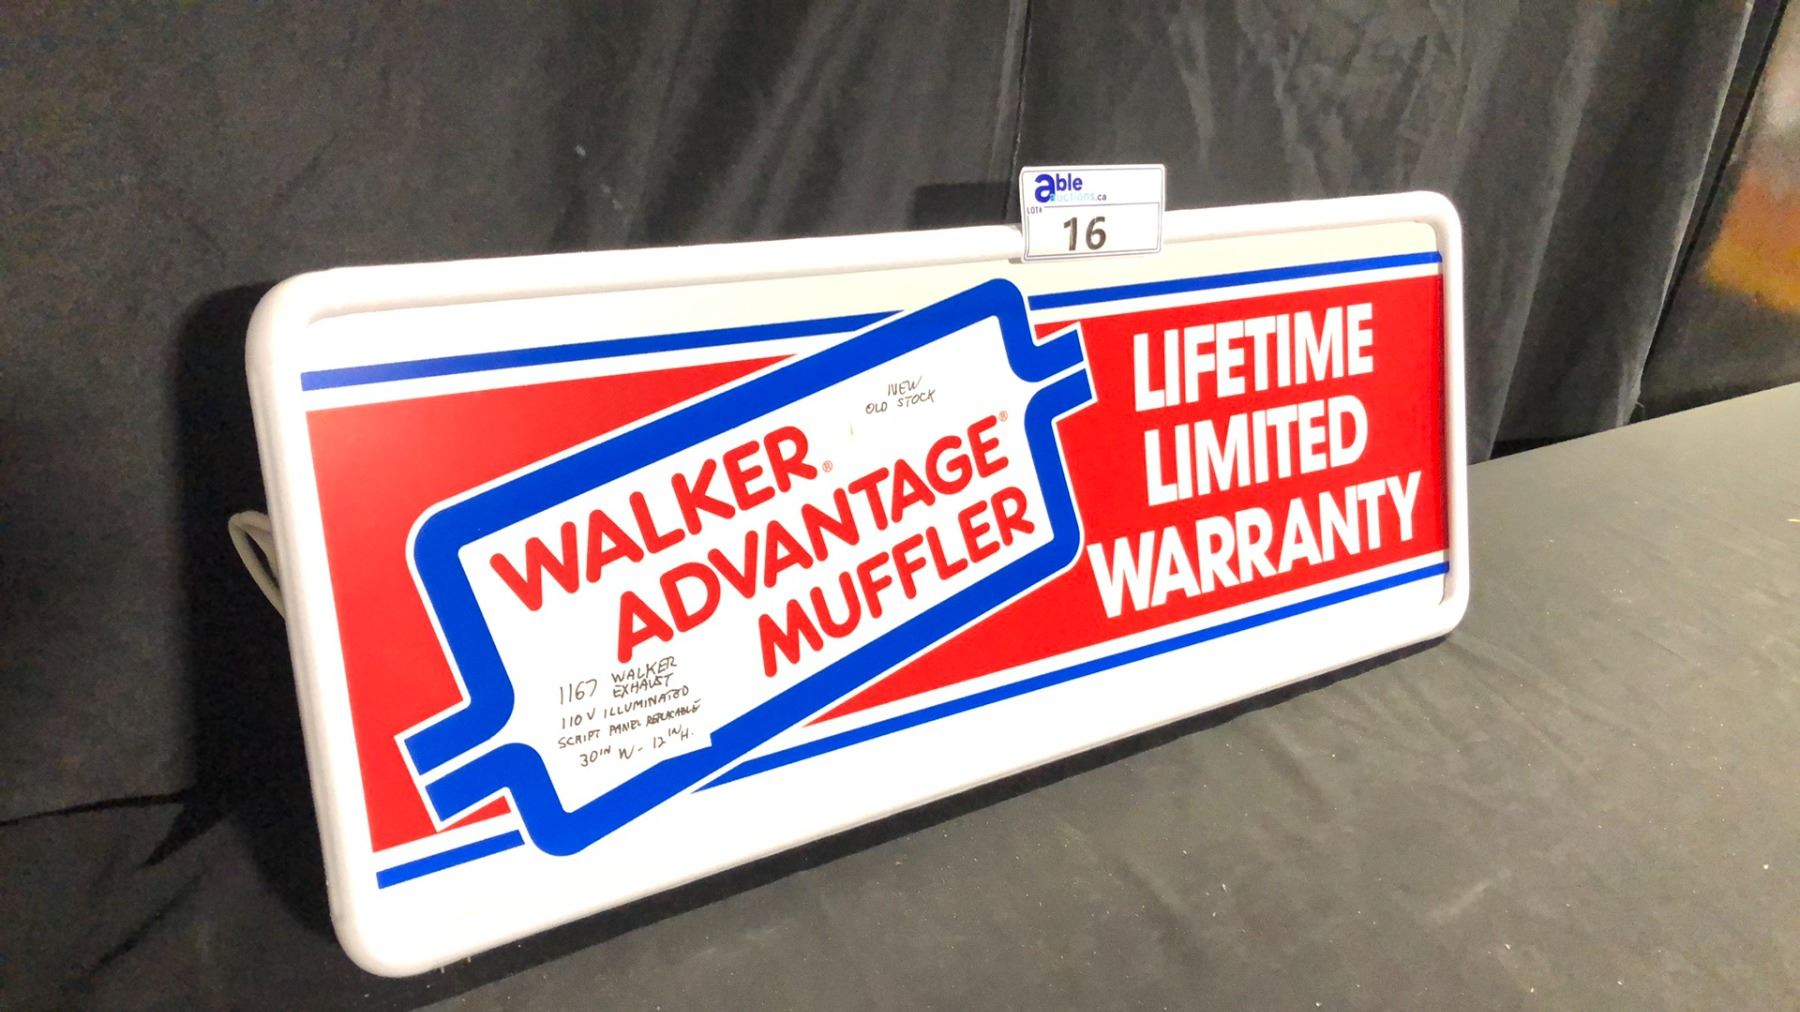 able
auctions.ca
LOT#
16
LIFETIME
LIMITED
WARRANTY
NEW
OLD STOCK
WALKER®
ADVANTAGE®
MUFFLER
1167 WALKER
EXHAUST
110 V ILLUMINATED
SCRIPT PANEL REPLICABLE
30IN W - 12IN H.